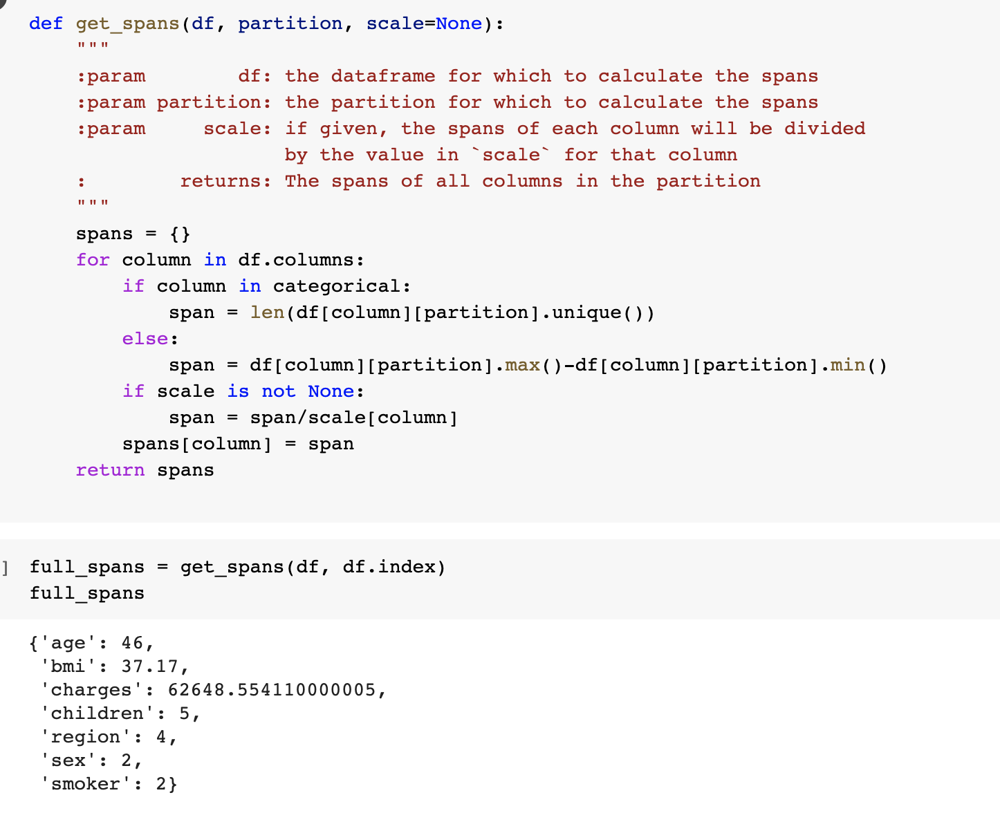 def get_spans(df, partition, scale=None):
    """
    :param        df: the dataframe for which to calculate the spans
    :param partition: the partition for which to calculate the spans
    :param     scale: if given, the spans of each column will be divided
                      by the value in `scale` for that column
    :        returns: The spans of all columns in the partition
    """
    spans = {}
    for column in df.columns:
        if column in categorical:
            span = len(df[column][partition].unique())
        else:
            span = df[column][partition].max()-df[column][partition].min()
        if scale is not None:
            span = span/scale[column]
        spans[column] = span
    return spans
] full_spans = get_spans(df, df.index)
full_spans
{'age': 46,
 'bmi': 37.17,
 'charges': 62648.554110000005,
 'children': 5,
 'region': 4,
 'sex': 2,
 'smoker': 2}